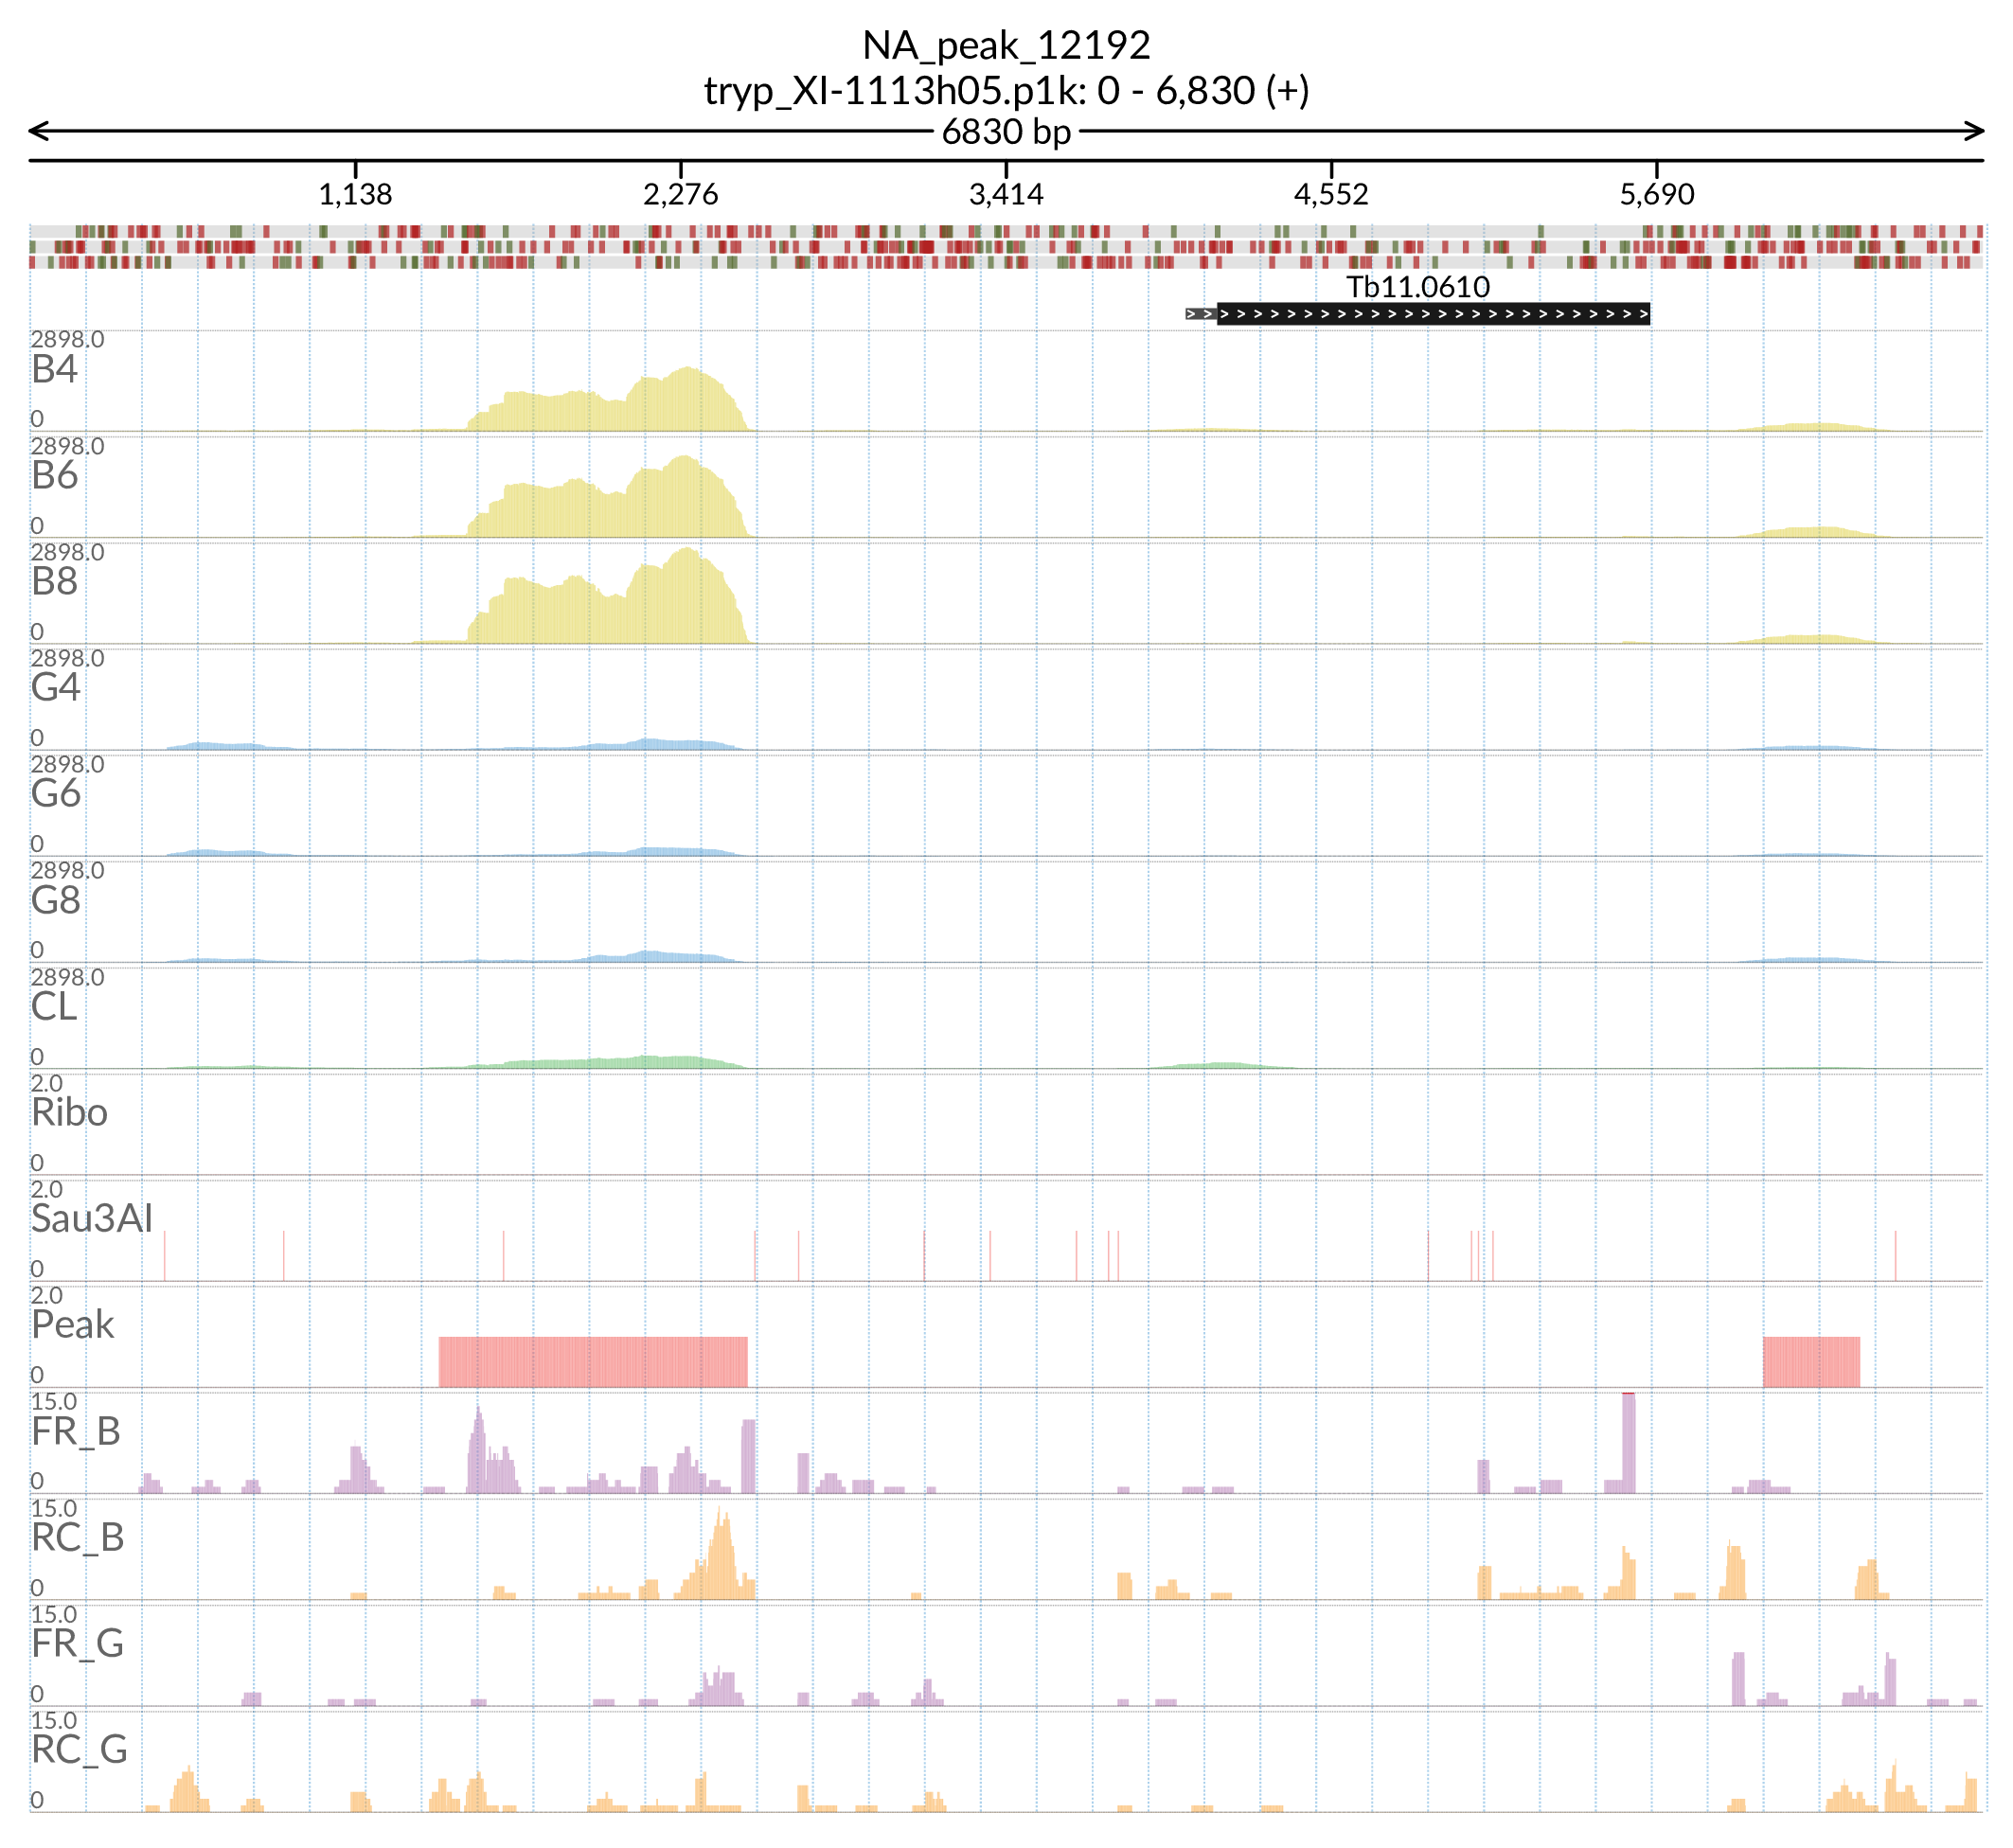 NA_peak_12192
tryp_XI-1113h05.p1k: 0 - 6,830 (+)
6830 bp
1,138 2,276 3,414 4,552 5,690
Tb11.0610
2898.0
B4
0
2898.0
B6
0
2898.0
B8
0
2898.0
G4
0
2898.0
G6
0
2898.0
G8
0
2898.0
CL
0
2.0
Ribo
0
2.0
Sau3AI
0
2.0
Peak
0
15.0
FR_B
0
15.0
RC_B
0
15.0
FR_G
0
15.0
RC_G
0